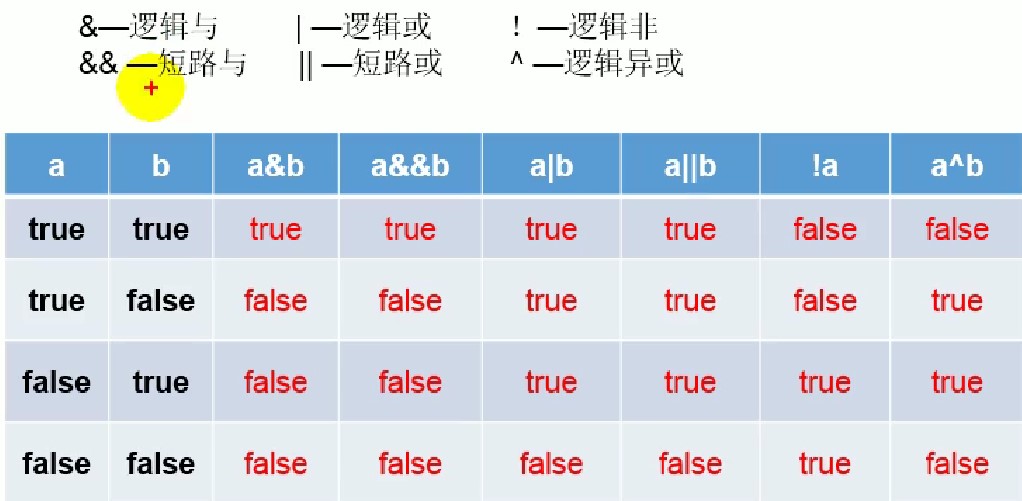 &—逻辑与 | —逻辑或 ! —逻辑非
&& —短路与 || —短路或 ^ —逻辑异或
a b a&b a&&b a|b a||b !a a^b
true true true true true true false false
true false false false true true false true
false true false false true true true true
false false false false false false true false